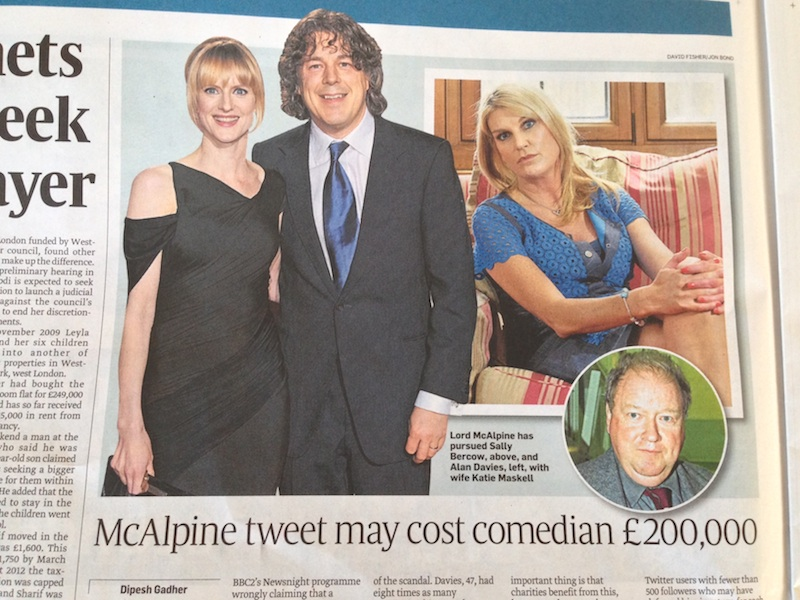 nets
eek
ayer
DAVID FISHER/JON BOND
ondon funded by West-
r council, found other
make up the difference.
preliminary hearing in
odi is expected to seek
ion to launch a judicial
against the council's
to end her discretion-
ments.
ovember 2009 Leyla
nd her six children
into another of
properties in West-
rk, west London.
er had bought the
oom flat for £249,000
d has so far received
5,000 in rent from
ancy.
kend a man at the
who said he was
ar-old son claimed
seeking a bigger
e for them within
He added that the
ed to stay in the
he children went
ol.
if moved in the
as £1,600. This
1,750 by March
t 2012 the tax-
on was capped
and Sharif was
Lord McAlpine has
pursued Sally
Bercow, above, and
Alan Davies, left, with
wife Katie Maskell
McAlpine tweet may cost comedian £200,000
Dipesh Gadher
BBC2's Newsnight programme
wrongly claiming that a
of the scandal. Davies, 47, had
eight times as many
important thing is that
charities benefit from this,
Twitter users with fewer than
500 followers who may have